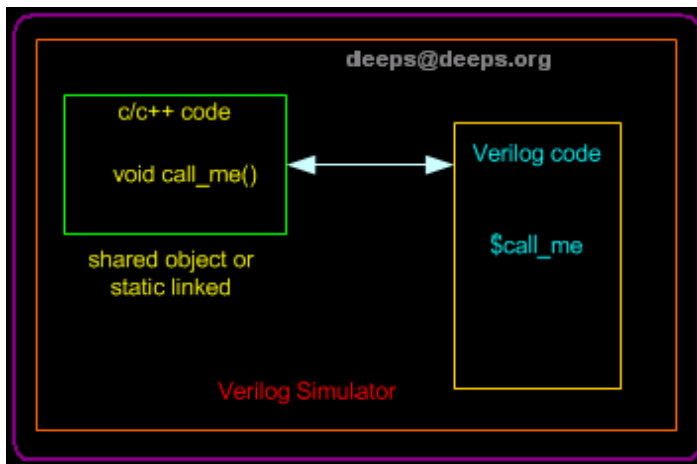 deeps@deeps.org
c/c++ code
void call_me()
Verilog code
$call_me
shared object or
static linked
Verilog Simulator